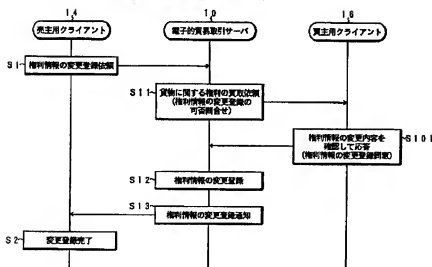 14
10
16
売主用クライアント
電子的貿易取引サーバ
買主用クライアント
S1
権利情報の変更登録依頼
S11
貨物に関する権利の買取依頼
(権利情報の変更登録の
可否問合せ)
権利情報の変更内容を
確認して応答
(権利情報の変更登録同意)
S101
S12
権利情報の変更登録
S13
権利情報の変更登録通知
S2
変更登録完了